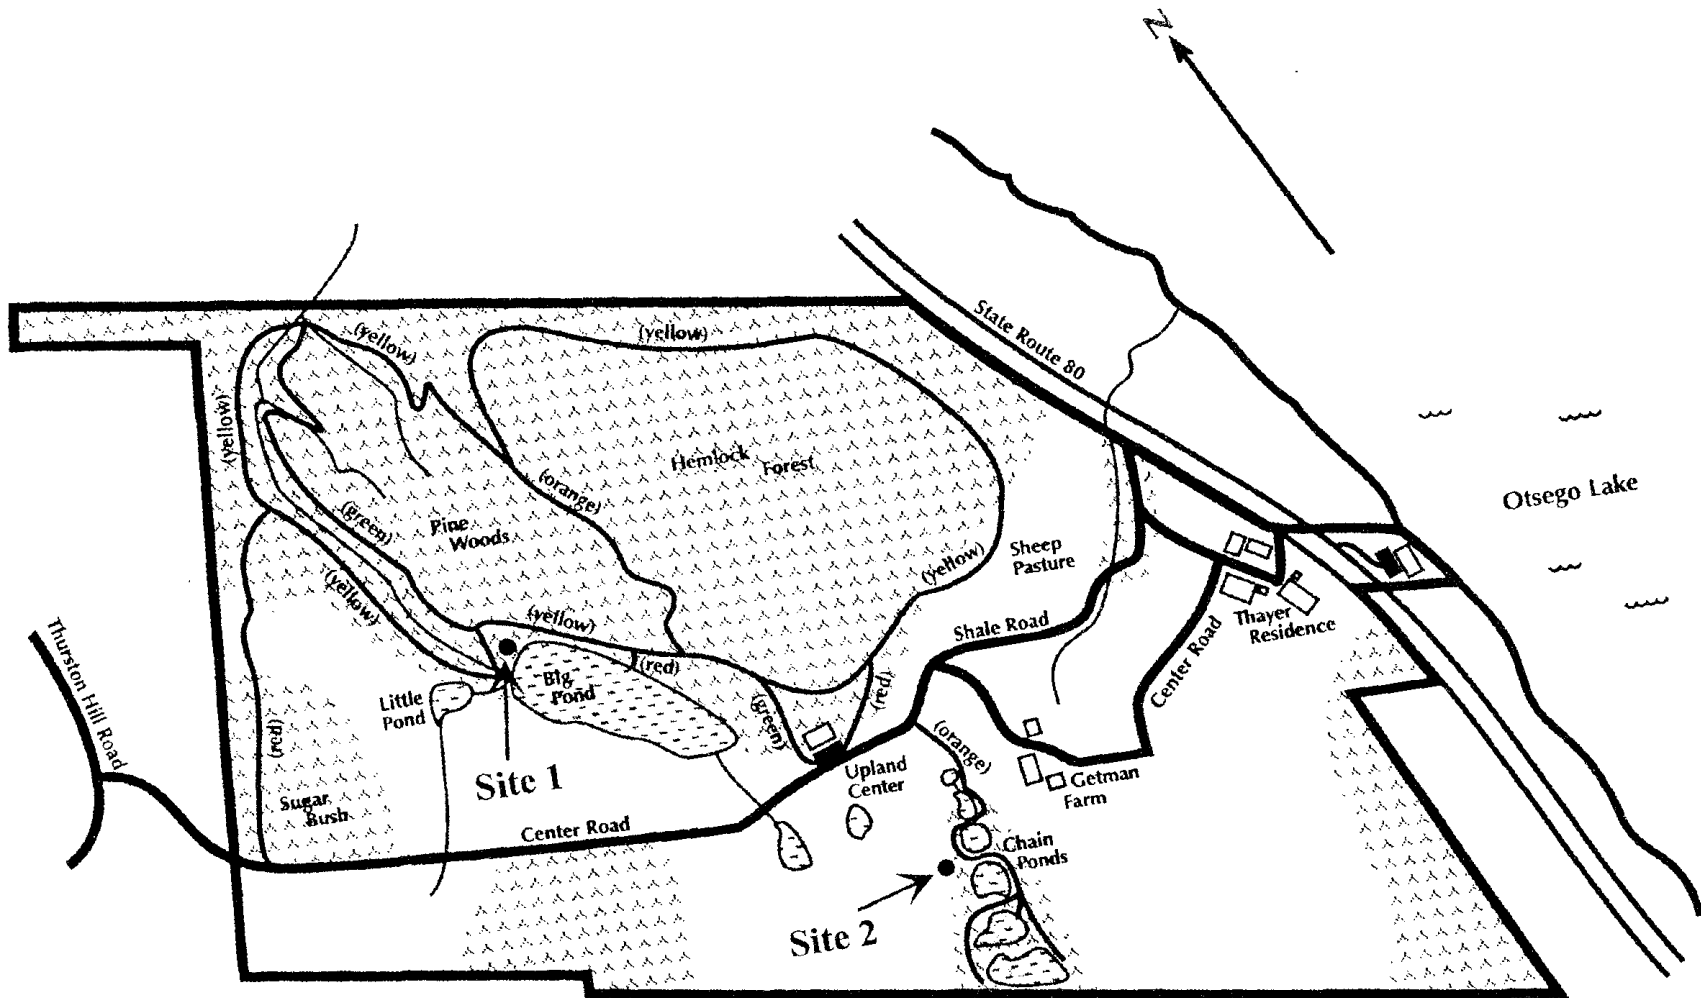 N
State Route 80
(yellow)
(yellow)
(yellow)
Hemlock Forest
Otsego Lake
(orange)
(green)
Pine
Woods
Sheep
Pasture
(yellow)
(yellow)
(yellow)
Thayer
Residence
Shale Road
Center Road
Thurston Hill Road
(red)
Big
Pond
Little
Pond
(red)
(green)
(red)
(orange)
Site 1
Upland
Center
Getman
Farm
Sugar
Bush
Center Road
Chain
Ponds
Site 2